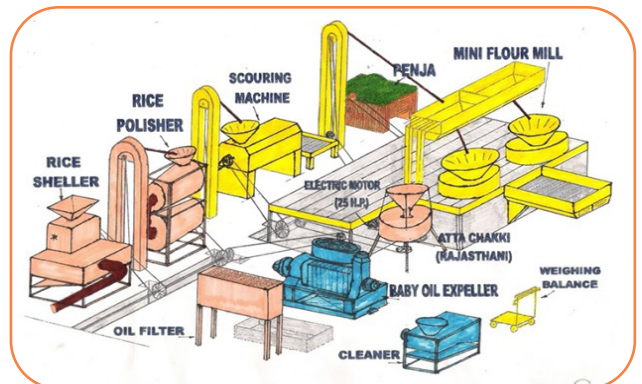 MINI FLOUR MILL
PENJA
SCOURING
MACHINE
RICE
POLISHER
RICE
SHELLER
ELECTRIC MOTOR
(25 H.P.)
ATTA CHAKKI
(RAJASTHANI)
BABY OIL EXPELLER
WEIGHING
BALANCE
OIL FILTER
CLEANER